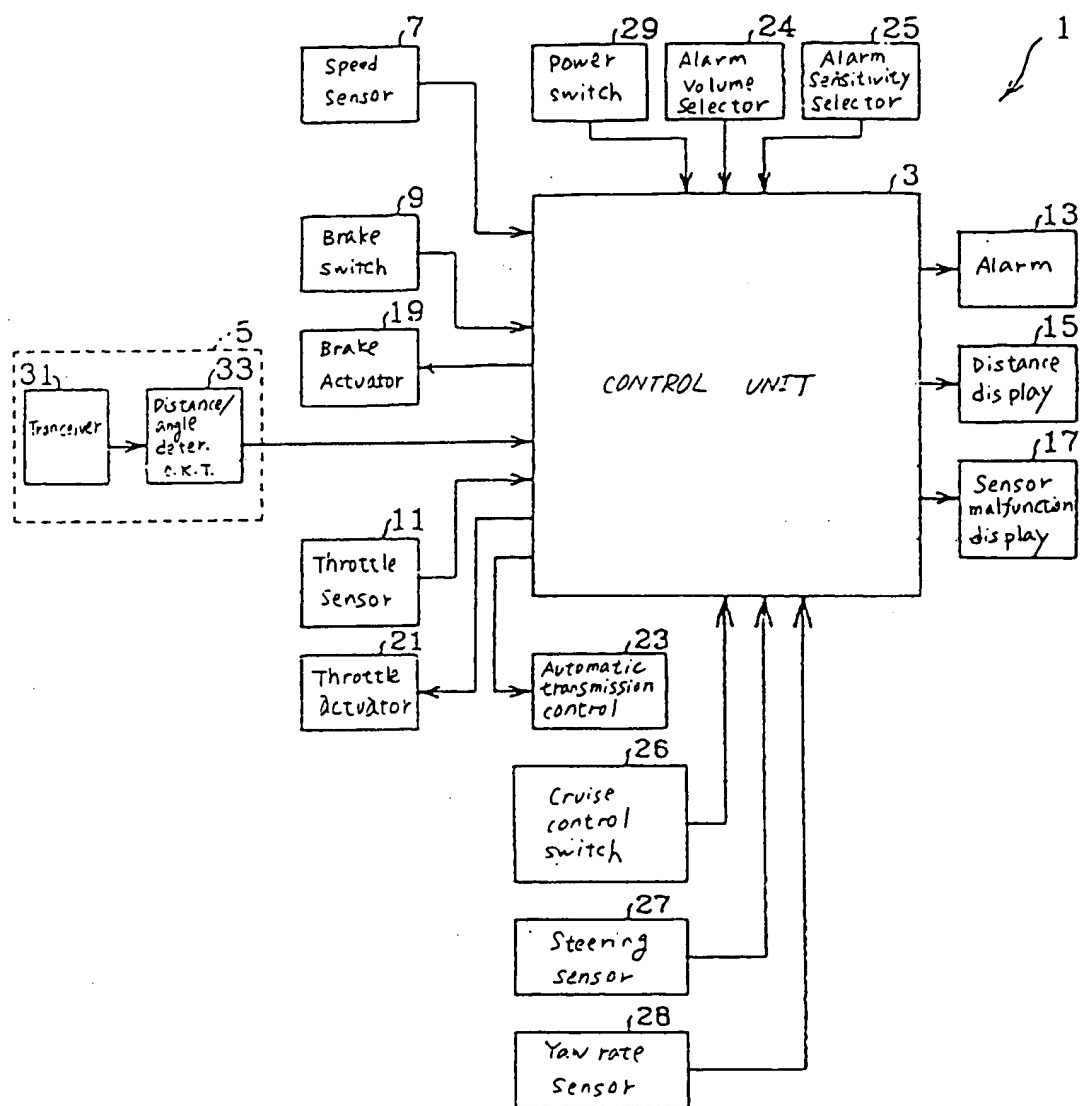 1
7
Speed
Sensor
29
Power
switch
24
Alarm
Volume
Selector
25
Alarm
Sensitivity
Selector
3
CONTROL UNIT
9
Brake
switch
19
Brake
Actuator
5
31
Tranceiver
33
Distance/
angle
deter.
c.K.T.
11
Throttle
Sensor
21
Throttle
actuator
23
Automatic
transmission
control
13
Alarm
15
Distance
display
17
Sensor
malfunction
display
26
Cruise
control
switch
27
Steering
sensor
28
Yaw rate
sensor